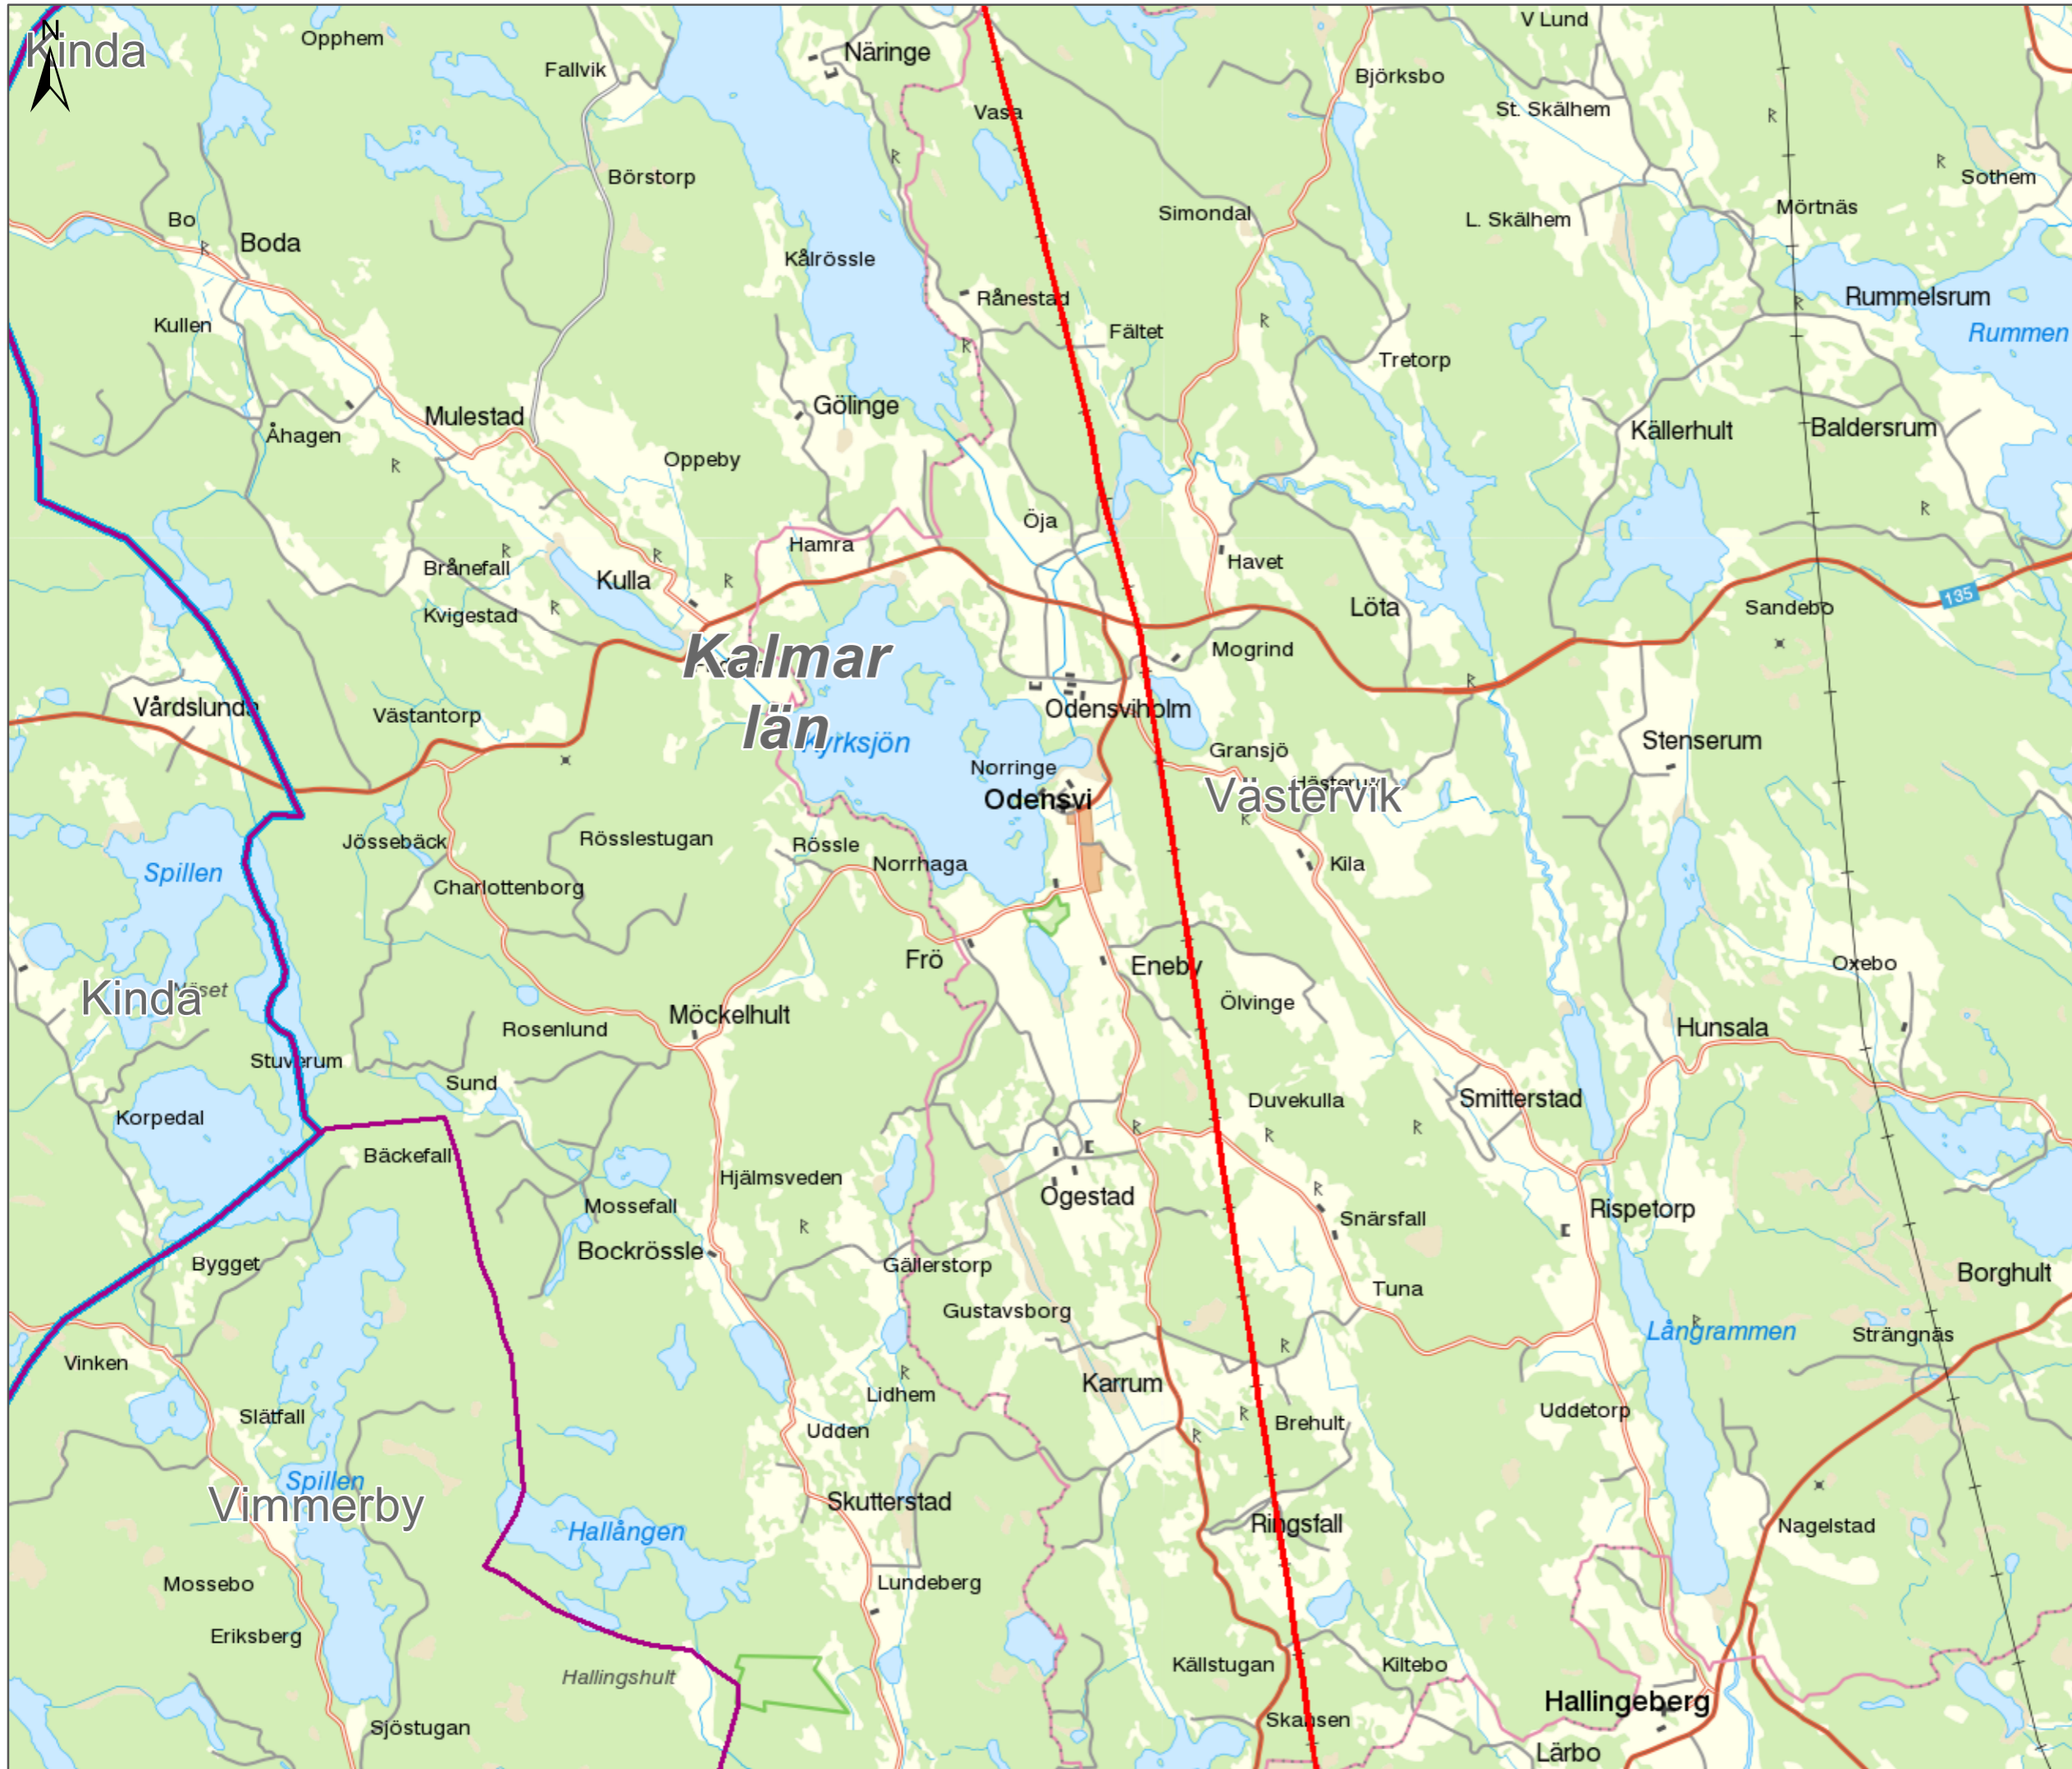 N
Kinda
Opphem
Fallvik
Näringe
V Lund
Björksbo
Vasa
St. Skälhem
Börstorp
Sothem
Bo
Simondal
L. Skälhem
Mörtnäs
Boda
Kålrössle
Rånestad
Rummelsrum
Kullen
Fältet
Rummen
Tretorp
Gölinge
Mulestad
Åhagen
Källerhult
Baldersrum
Oppeby
Öja
Hamra
Havet
Brånefall
Kulla
Löta
135
Sandebo
Kvigestad
Mogrind
Kalmar
län
Vårdslunda
Västantorp
Odensviholm
Kyrksjön
Gransjö
Stenserum
Norringe
Odensvi
Hästerum
Västervik
Jössebäck
Rösslestugan
Rössle
Norrhaga
Kila
Spillen
Charlottenborg
Frö
Eneby
Oxebo
Kinda
Ölvinge
Möckelhult
Rosenlund
Hunsala
Stuverum
Sund
Korpedal
Duvekulla
Smitterstad
Bäckefall
Hjälmsveden
Ogestad
Mossefall
Snärsfall
Rispetorp
Bockrössle
Bygget
Gällerstorp
Borghult
Tuna
Gustavsborg
Långrammen
Strängnäs
Vinken
Karrum
Lidhem
Slätfall
Udden
Brehult
Uddetorp
Spillen
Vimmerby
Skutterstad
Hallången
Ringsfall
Nagelstad
Mossebo
Lundeberg
Eriksberg
Hallingshult
Källstugan
Kiltebo
Hallingeberg
Sjöstugan
Skansen
Lärbo